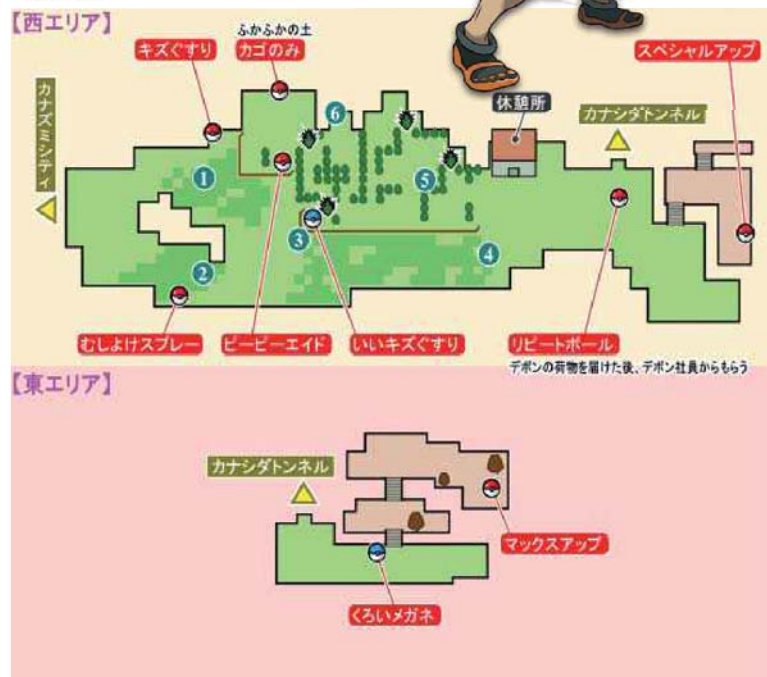 【西エリア】
キズぐすり
ふかふかの土
カゴのみ
スペシャルアップ
カナズミシティ
休憩所
カナシダトンネル
1
6
5
3
4
2
むしよけスプレー
ピーピーエイド
いいキズぐすり
リピートボール
デボンの荷物を届けた後、デボン社員からもらう
【東エリア】
カナシダトンネル
マックスアップ
くろいメガネ